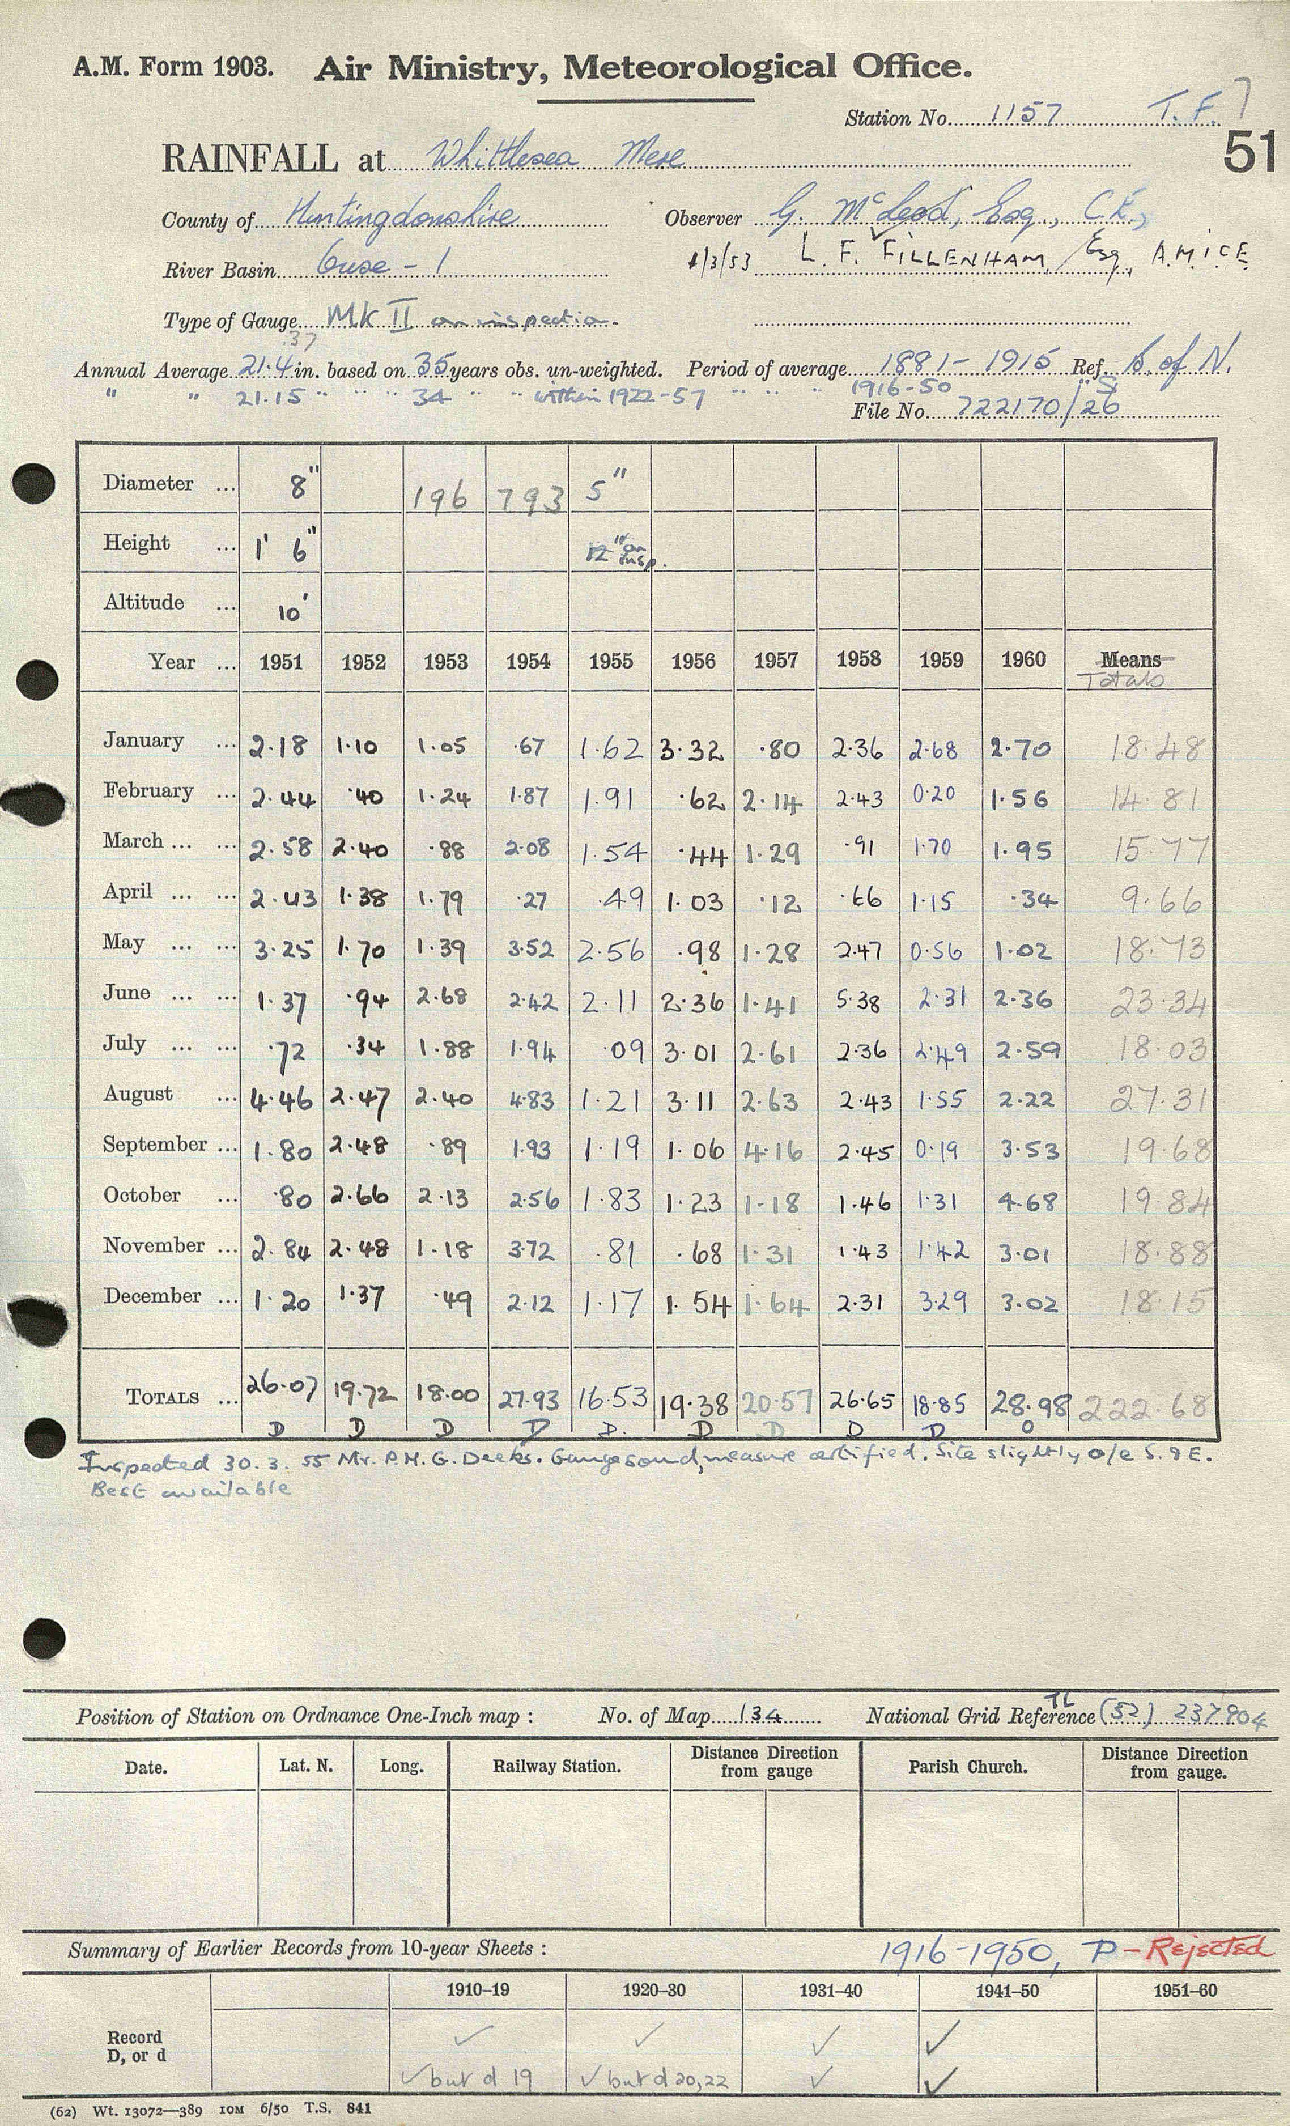 A.M. Form 1903. Air Ministry, Meteorological Office.
Station No. 1157 T.F. 7
51
RAINFALL at Whittlesea Mere
County of Huntingdonshire Observer G. McLeod, Esq., C.E.,
River Basin Ouse - 1 1/3/53 L. F. FILLENHAM, Esq., A.M.I.C.E.
Type of Gauge MK II on inspection.
.37
Annual Average 21.4 in. based on 35 years obs. un-weighted. Period of average 1881-1915 Ref. B. of N.
" " 21.15 " " " 34 " " within 1922-57 " " " 1916-50 "
File No. 722170/S26
Diameter ... 8" 196 793 5"
Height ... 1' 6" 12" on insp.
Altitude ... 10'
Year ... 1951 1952 1953 1954 1955 1956 1957 1958 1959 1960 Means
Totals
January ... 2.18 1.10 1.05 .67 1.62 3.32 .80 2.36 2.68 2.70 18.48
February ... 2.44 .40 1.24 1.87 1.91 .62 2.14 2.43 0.20 1.56 14.81
March ... ... 2.58 2.40 .88 2.08 1.54 .44 1.29 .91 1.70 1.95 15.77
April ... ... 2.43 1.38 1.79 .27 .49 1.03 .12 .66 1.15 .34 9.66
May ... ... 3.25 1.70 1.39 3.52 2.56 .98 1.28 2.47 0.56 1.02 18.73
June ... ... 1.37 .94 2.68 2.42 2.11 2.36 1.41 5.38 2.31 2.36 23.34
July ... ... .72 .34 1.88 1.94 .09 3.01 2.61 2.36 2.49 2.59 18.03
August ... 4.46 2.47 2.40 4.83 1.21 3.11 2.63 2.43 1.55 2.22 27.31
September ... 1.80 2.48 .89 1.93 1.19 1.06 4.16 2.45 0.19 3.53 19.68
October ... .80 2.66 2.13 2.56 1.83 1.23 1.18 1.46 1.31 4.68 19.84
November ... 2.84 2.48 1.18 3.72 .81 .68 1.31 1.43 1.42 3.01 18.88
December ... 1.20 1.37 .49 2.12 1.17 1.54 1.64 2.31 3.29 3.02 18.15
TOTALS ... 26.07 19.72 18.00 27.93 16.53 19.38 20.57 26.65 18.85 28.98 222.68
D D D D D. D D D D D
Inspected 30.3.55 Mr. P.M.G. Deeks. Gauge sound, measure certified. Site slightly o/e S. & E.
Best available
Position of Station on Ordnance One-Inch map : No. of Map 134 National Grid Reference TL (52) 237904
Date. Lat. N. Long. Railway Station. Distance Direction from gauge Parish Church. Distance Direction from gauge.
Summary of Earlier Records from 10-year Sheets : 1916-1950, P - Rejected
1910–19 1920–30 1931–40 1941–50 1951–60
Record ✓ ✓ ✓ ✓
D, or d ✓ but d 19 ✓ but d 20,22 ✓ ✓
(62) Wt. 13072—389 10M 6/50 T.S. 841